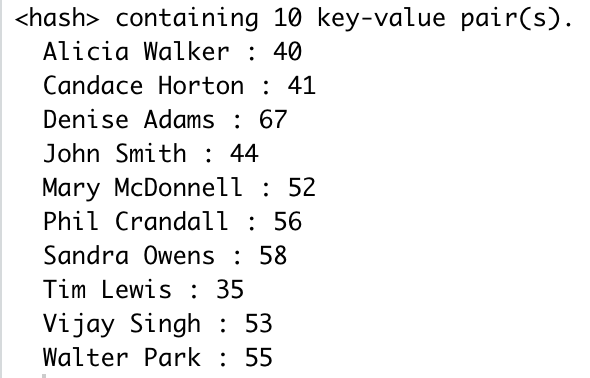 <hash> containing 10 key-value pair(s).
Alicia Walker : 40
Candace Horton : 41
Denise Adams : 67
John Smith : 44
Mary McDonnell : 52
Phil Crandall : 56
Sandra Owens : 58
Tim Lewis : 35
Vijay Singh : 53
Walter Park : 55